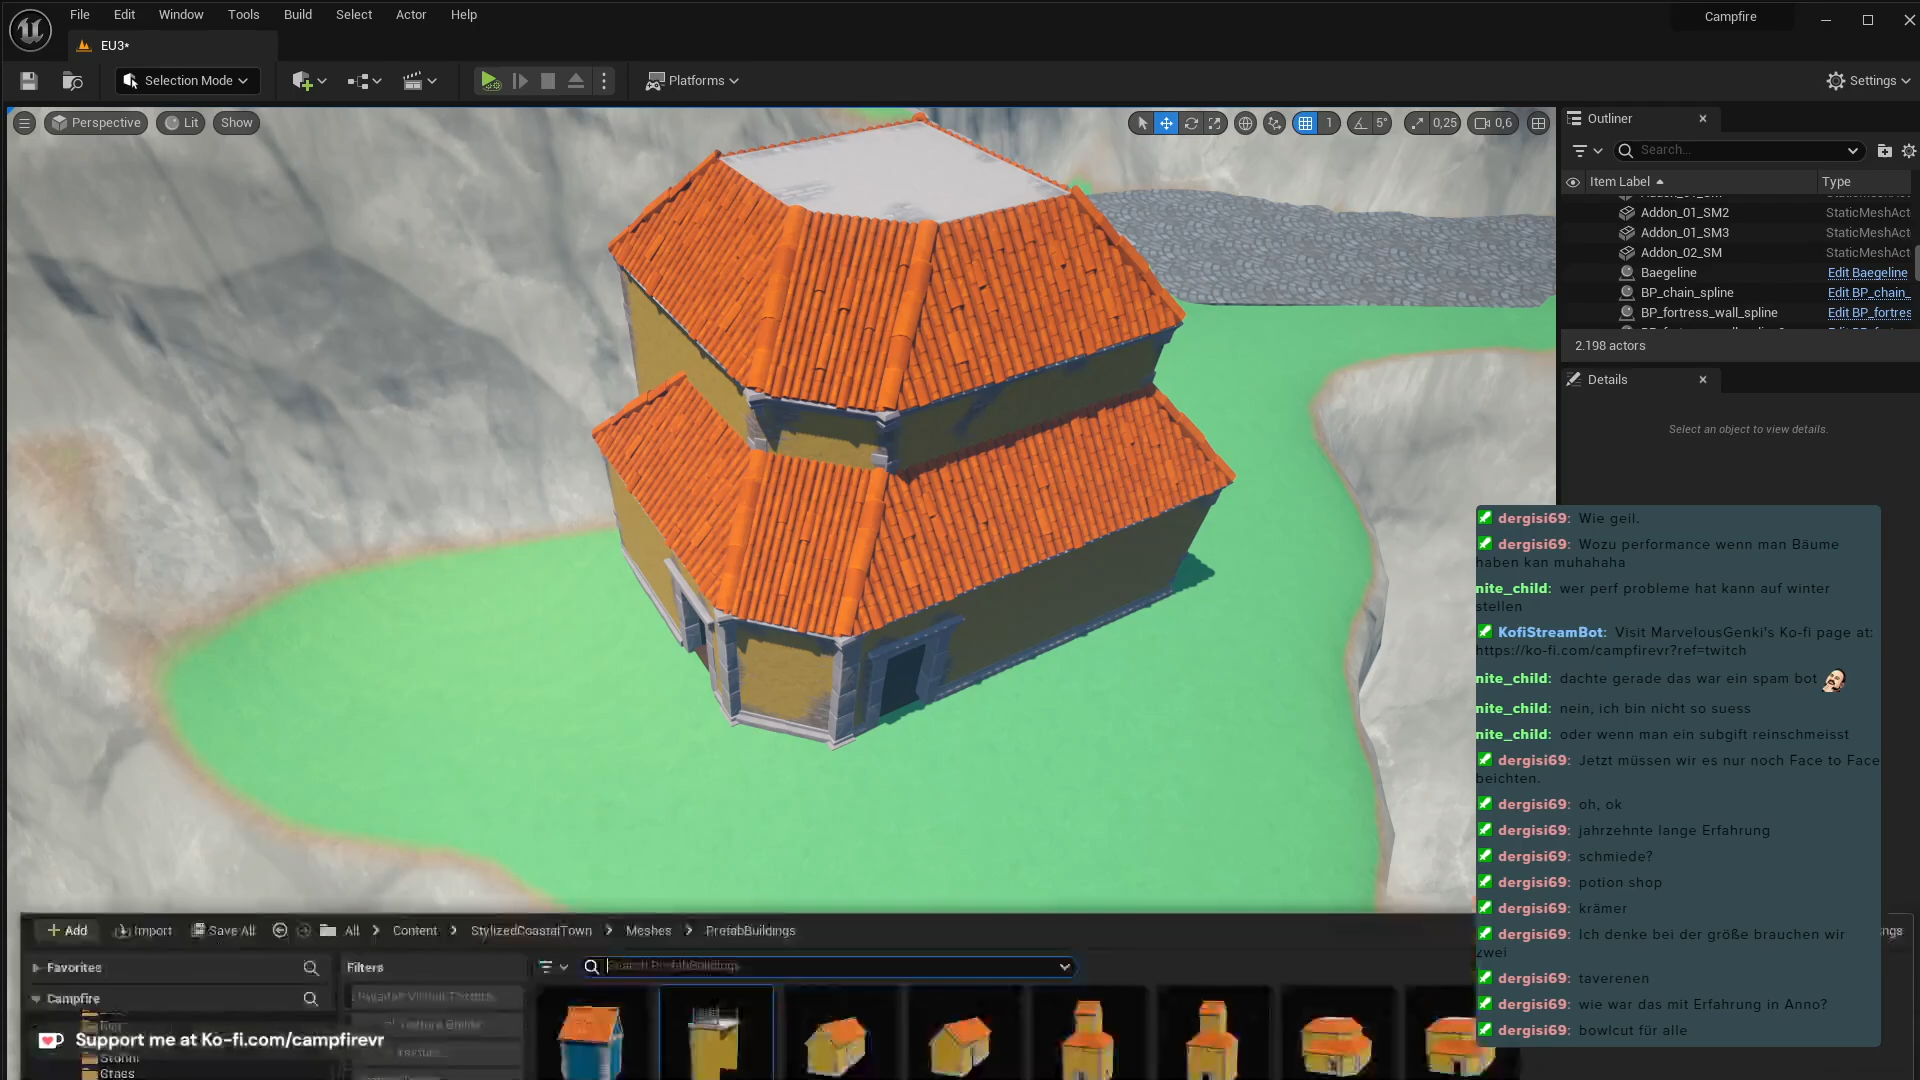 File Edit Window Tools Build Select Actor Help
Campfire
EU3*
Selection Mode
Platforms
Settings
Perspective Lit Show
1 5° 0,25 0,6
Outliner
Search...
Item Label Type
Addon_01_SM2 StaticMeshAct
Addon_01_SM3 StaticMeshAct
Addon_02_SM StaticMeshAct
Baegeline Edit Baegeline
BP_chain_spline Edit BP_chain_
BP_fortress_wall_spline Edit BP_fortres
2.198 actors
Details
Select an object to view details.
dergisi69: Wie geil.
dergisi69: Wozu performance wenn man Bäume
haben kan muhahaha
nite_child: wer perf probleme hat kann auf winter
stellen
KofiStreamBot: Visit MarvelousGenki's Ko-fi page at:
https://ko-fi.com/campfirevr?ref=twitch
nite_child: dachte gerade das war ein spam bot
nite_child: nein, ich bin nicht so suess
nite_child: oder wenn man ein subgift reinschmeisst
dergisi69: Jetzt müssen wir es nur noch Face to Face
beichten.
dergisi69: oh, ok
dergisi69: jahrzehnte lange Erfahrung
dergisi69: schmiede?
dergisi69: potion shop
dergisi69: krämer
dergisi69: Ich denke bei der größe brauchen wir
zwei
dergisi69: taverenen
dergisi69: wie war das mit Erfahrung in Anno?
dergisi69: bowlcut für alle
Add Import Save All All Content StylizedCoastalTown Meshes PrefabBuildings
Favorites Filters Search PrefabBuildings
Campfire
Support me at Ko-fi.com/campfirevr